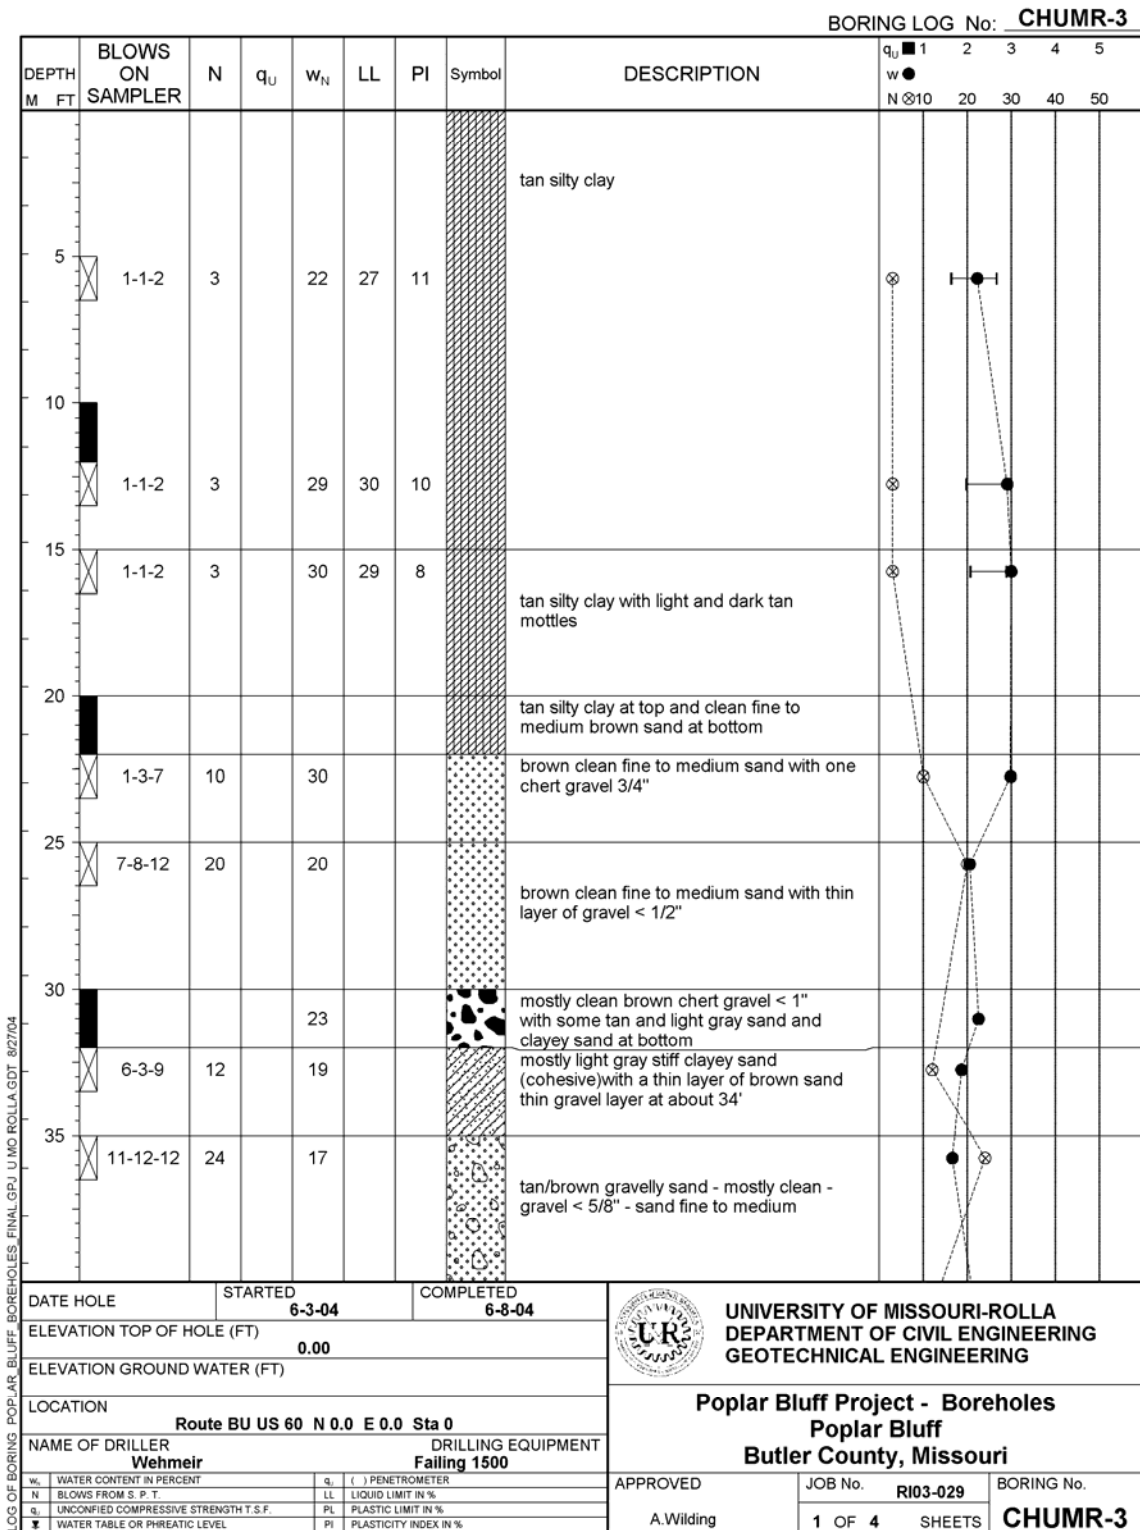 BORING LOG No: CHUMR-3
DEPTH M FT BLOWS ON SAMPLER N qU wN LL PI Symbol DESCRIPTION
qU ■ 1 2 3 4 5
w ●
N ⊗ 10 20 30 40 50
tan silty clay
5
1-1-2 3 22 27 11
10
1-1-2 3 29 30 10
15
1-1-2 3 30 29 8
tan silty clay with light and dark tan
mottles
20
tan silty clay at top and clean fine to
medium brown sand at bottom
1-3-7 10 30
brown clean fine to medium sand with one
chert gravel 3/4"
25
7-8-12 20 20
brown clean fine to medium sand with thin
layer of gravel < 1/2"
30
23
mostly clean brown chert gravel < 1"
with some tan and light gray sand and
clayey sand at bottom
6-3-9 12 19
mostly light gray stiff clayey sand
(cohesive)with a thin layer of brown sand
thin gravel layer at about 34'
35
11-12-12 24 17
tan/brown gravelly sand - mostly clean -
gravel < 5/8" - sand fine to medium
LOG OF BORING POPLAR_BLUFF_BOREHOLES_FINAL.GPJ U MO ROLLA.GDT 8/27/04
DATE HOLE STARTED 6-3-04 COMPLETED 6-8-04
ELEVATION TOP OF HOLE (FT)
0.00
ELEVATION GROUND WATER (FT)
LOCATION
Route BU US 60 N 0.0 E 0.0 Sta 0
NAME OF DRILLER DRILLING EQUIPMENT
Wehmeir Failing 1500
wN WATER CONTENT IN PERCENT qU ( ) PENETROMETER
N BLOWS FROM S. P. T. LL LIQUID LIMIT IN %
qU UNCONFIED COMPRESSIVE STRENGTH T.S.F. PL PLASTIC LIMIT IN %
WATER TABLE OR PHREATIC LEVEL PI PLASTICITY INDEX IN %
UR
UNIVERSITY OF MISSOURI-ROLLA
DEPARTMENT OF CIVIL ENGINEERING
GEOTECHNICAL ENGINEERING
Poplar Bluff Project - Boreholes
Poplar Bluff
Butler County, Missouri
APPROVED JOB No. RI03-029 BORING No.
A.Wilding 1 OF 4 SHEETS CHUMR-3